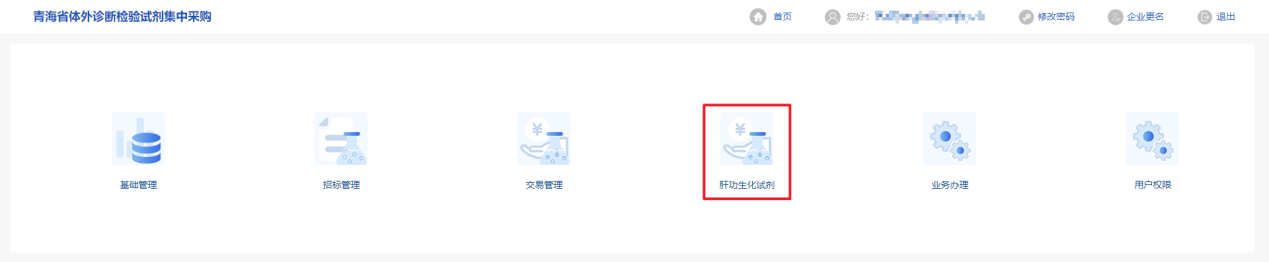 青海省体外诊断检验试剂集中采购
首页
您好:
修改密码
企业更名
退出
基础管理
招标管理
交易管理
肝功生化试剂
业务办理
用户权限